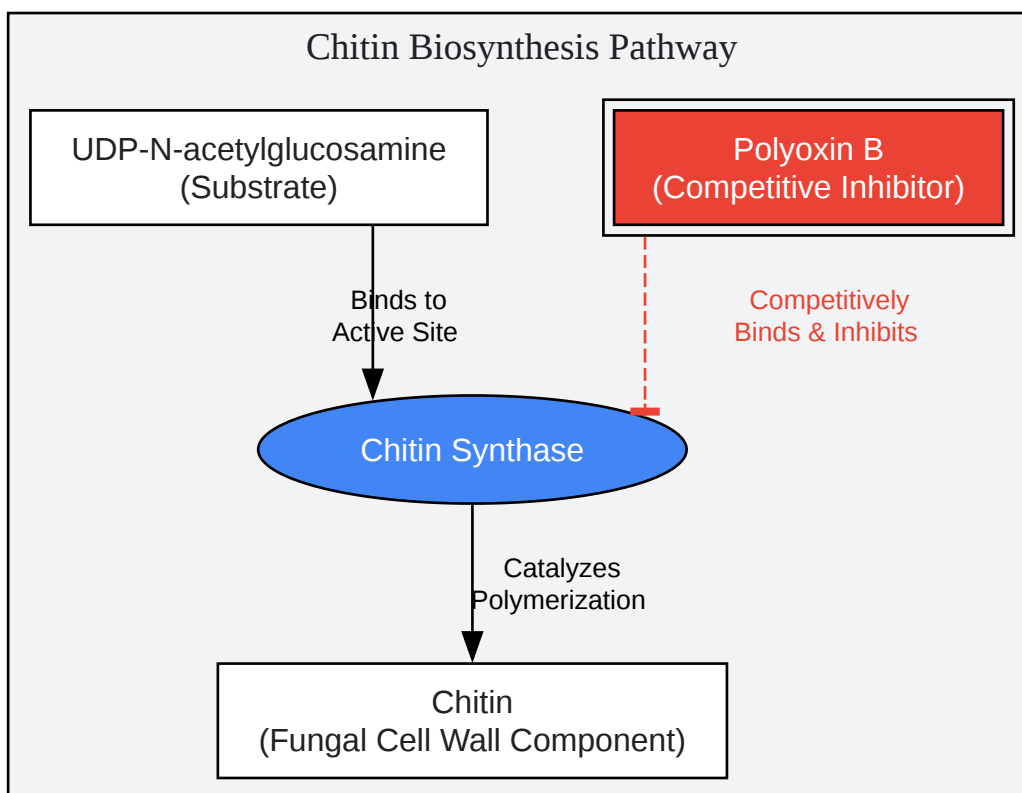 Chitin Biosynthesis Pathway
UDP-N-acetylglucosamine
(Substrate)
Polyoxin B
(Competitive Inhibitor)
Binds to
Active Site
Competitively
Binds & Inhibits
Chitin Synthase
Catalyzes
Polymerization
Chitin
(Fungal Cell Wall Component)